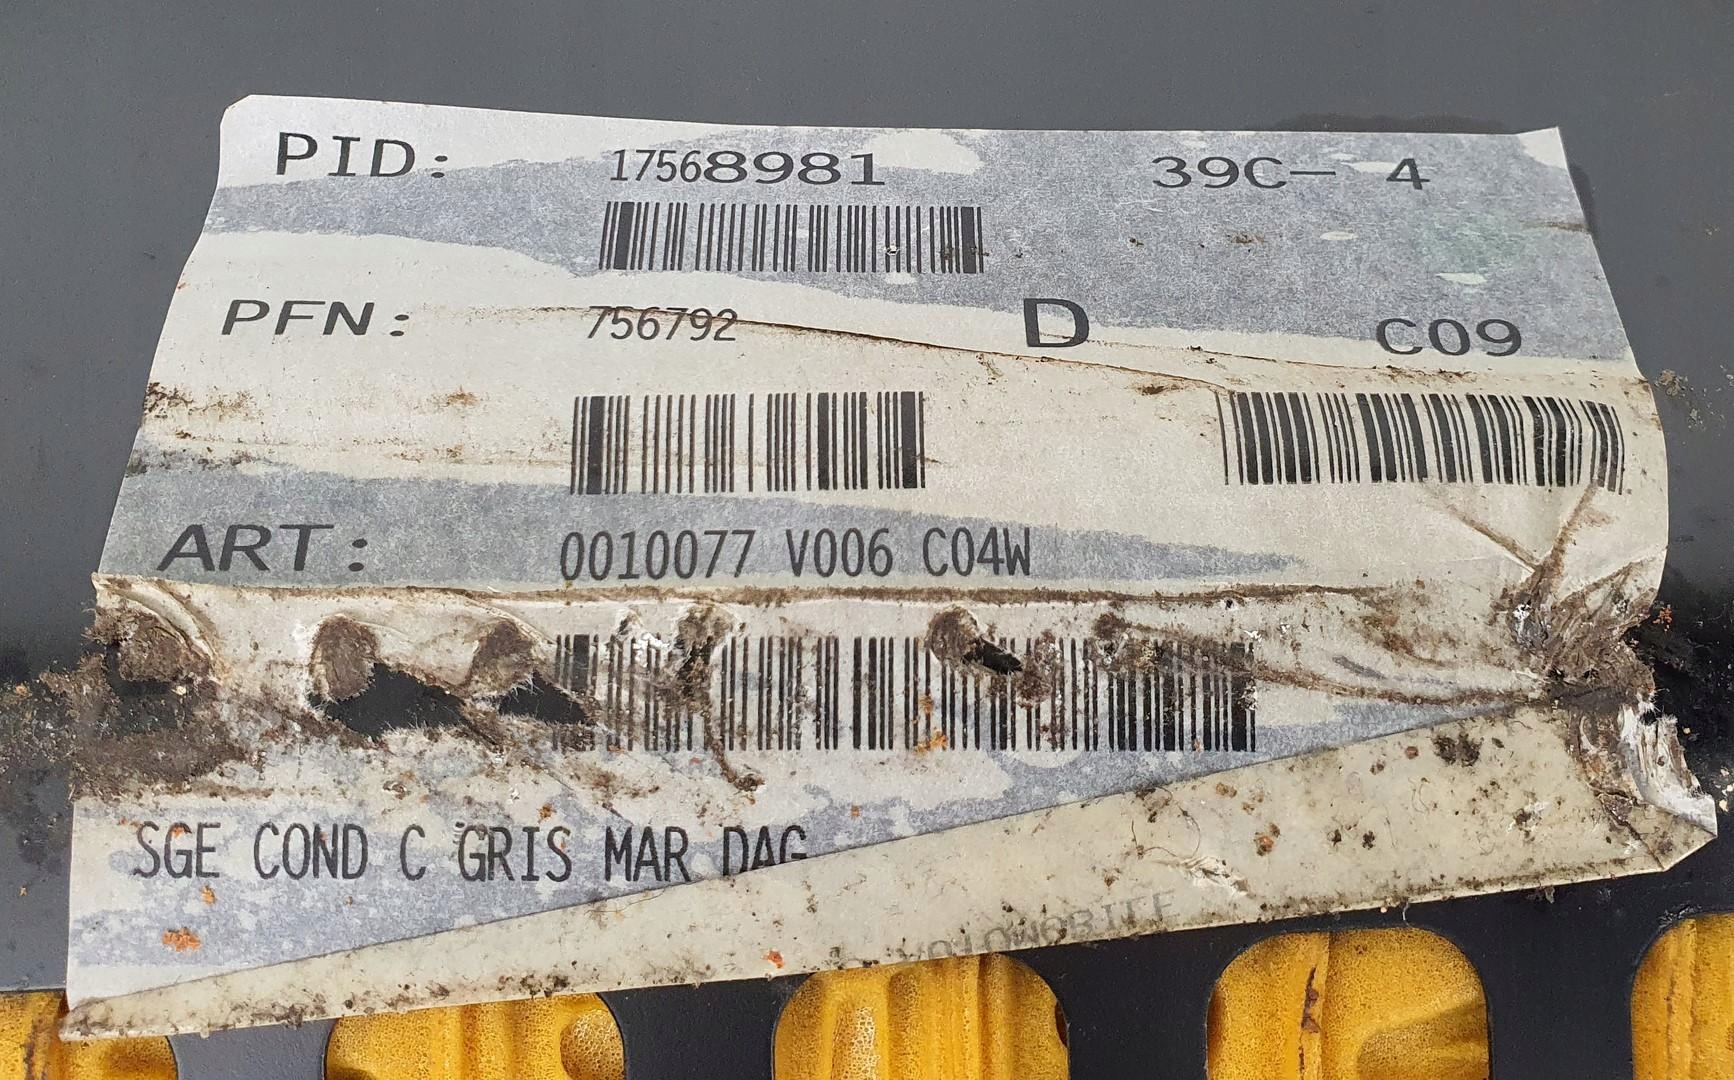 PID: 17568981 39C- 4
PFN: 756792 D C09
ART: 0010077 V006 C04W
SGE COND C GRIS MAR DAG